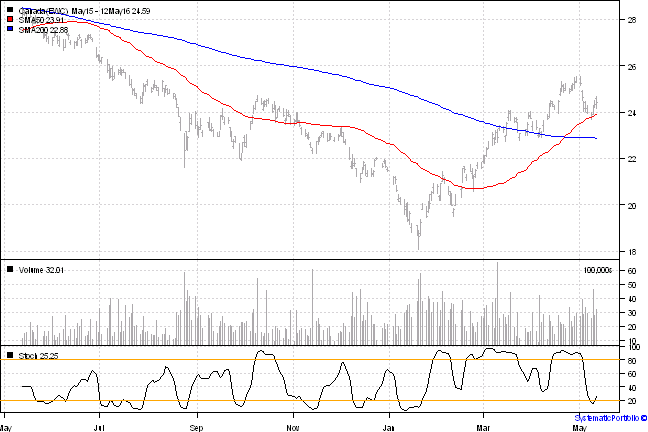 Canada(EWC) May15 - 12May16 24.59
SMA50 23.91
SMA200 22.88
28
26
24
22
20
18
Volume 32.01
100,000s
60
50
40
30
20
10
Stoch 25.25
100
80
60
40
20
May
Jul
Sep
Nov
Jan
Mar
May
SystematicPortfolio ©